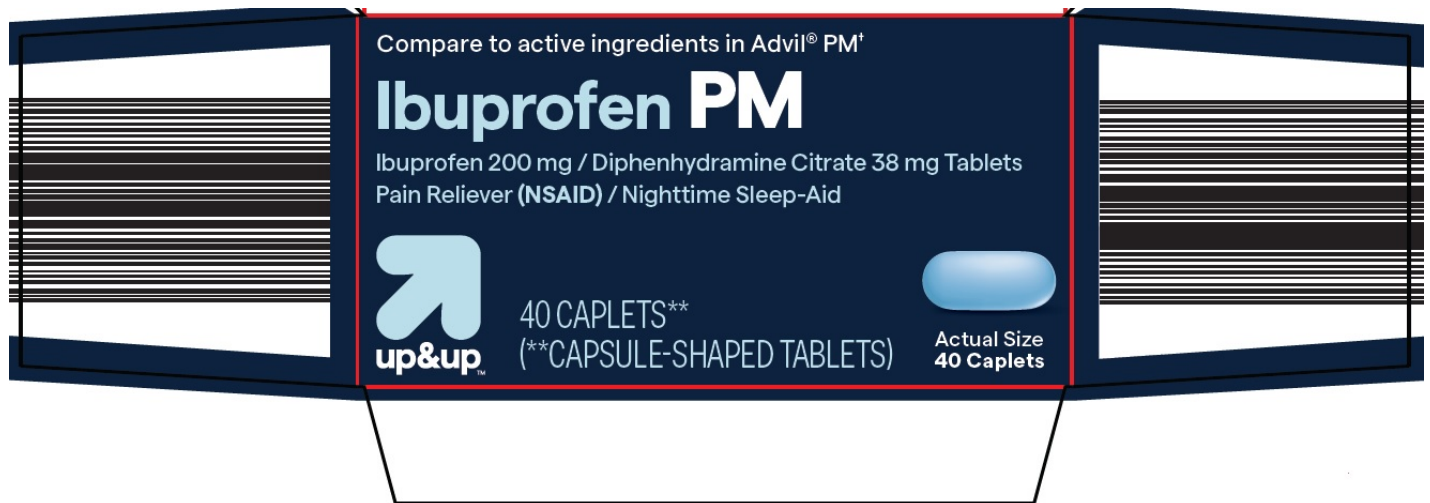 Compare to active ingredients in Advil® PM†
Ibuprofen PM
Ibuprofen 200 mg / Diphenhydramine Citrate 38 mg Tablets
Pain Reliever (NSAID) / Nighttime Sleep-Aid
40 CAPLETS**
(**CAPSULE-SHAPED TABLETS)
up&up™
Actual Size
40 Caplets